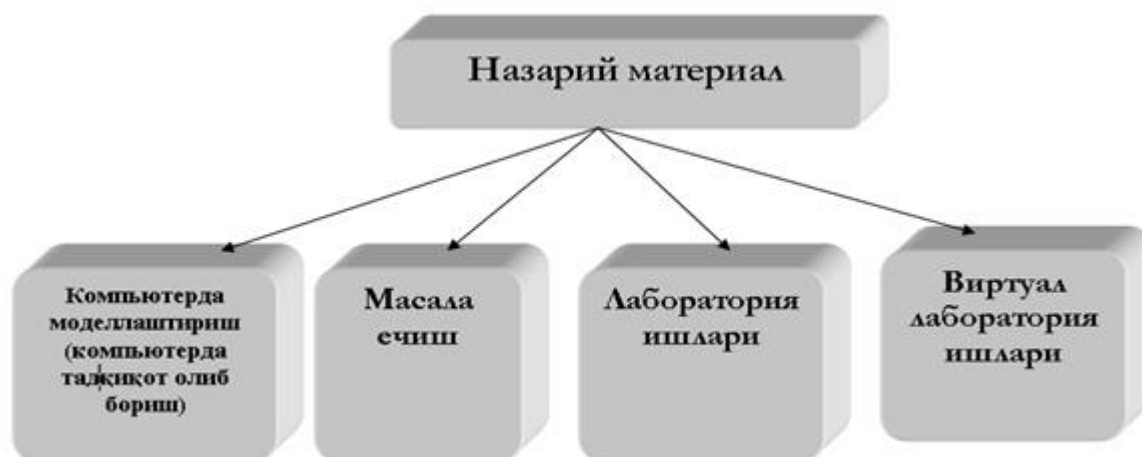 Назарий материал
Компьютерда
моделлаштириш
(компьютерда
тадқиқот олиб
бориш)
Масала
ечиш
Лаборатория
ишлари
Виртуал
лаборатория
ишлари